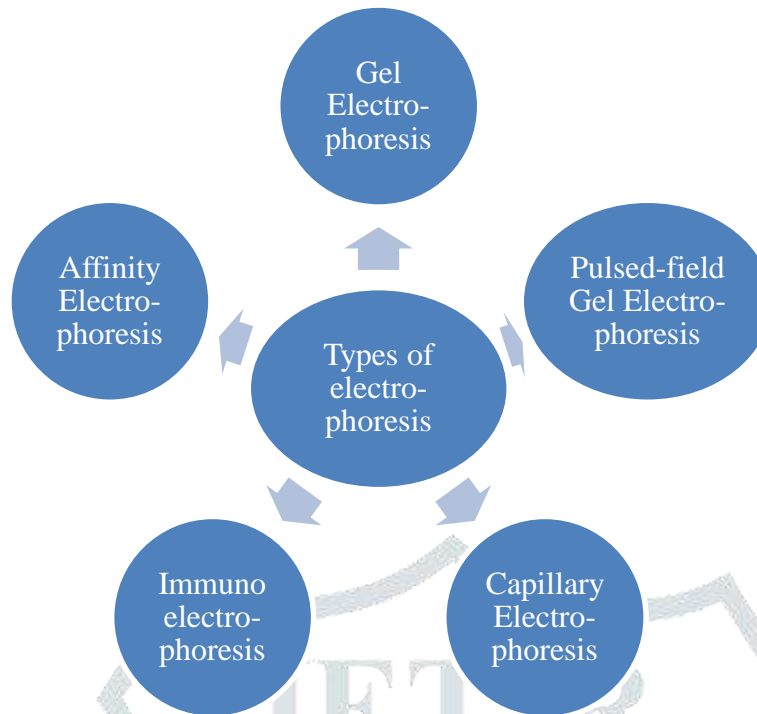 Gel
Electro-
phoresis
Affinity
Electro-
phoresis
Pulsed-field
Gel Electro-
phoresis
Types of
electro-
phoresis
Immuno
electro-
phoresis
Capillary
Electro-
phoresis